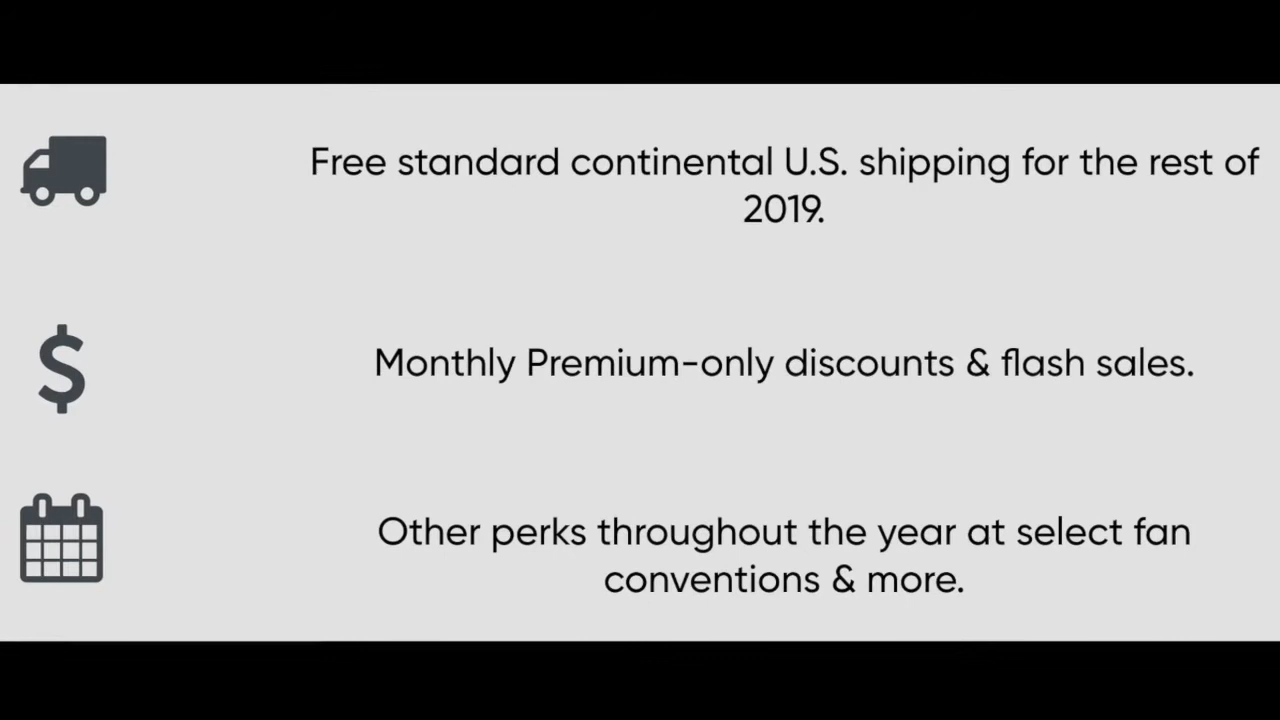 Free standard continental U.S. shipping for the rest of
2019.
Monthly Premium-only discounts & flash sales.
Other perks throughout the year at select fan
conventions & more.